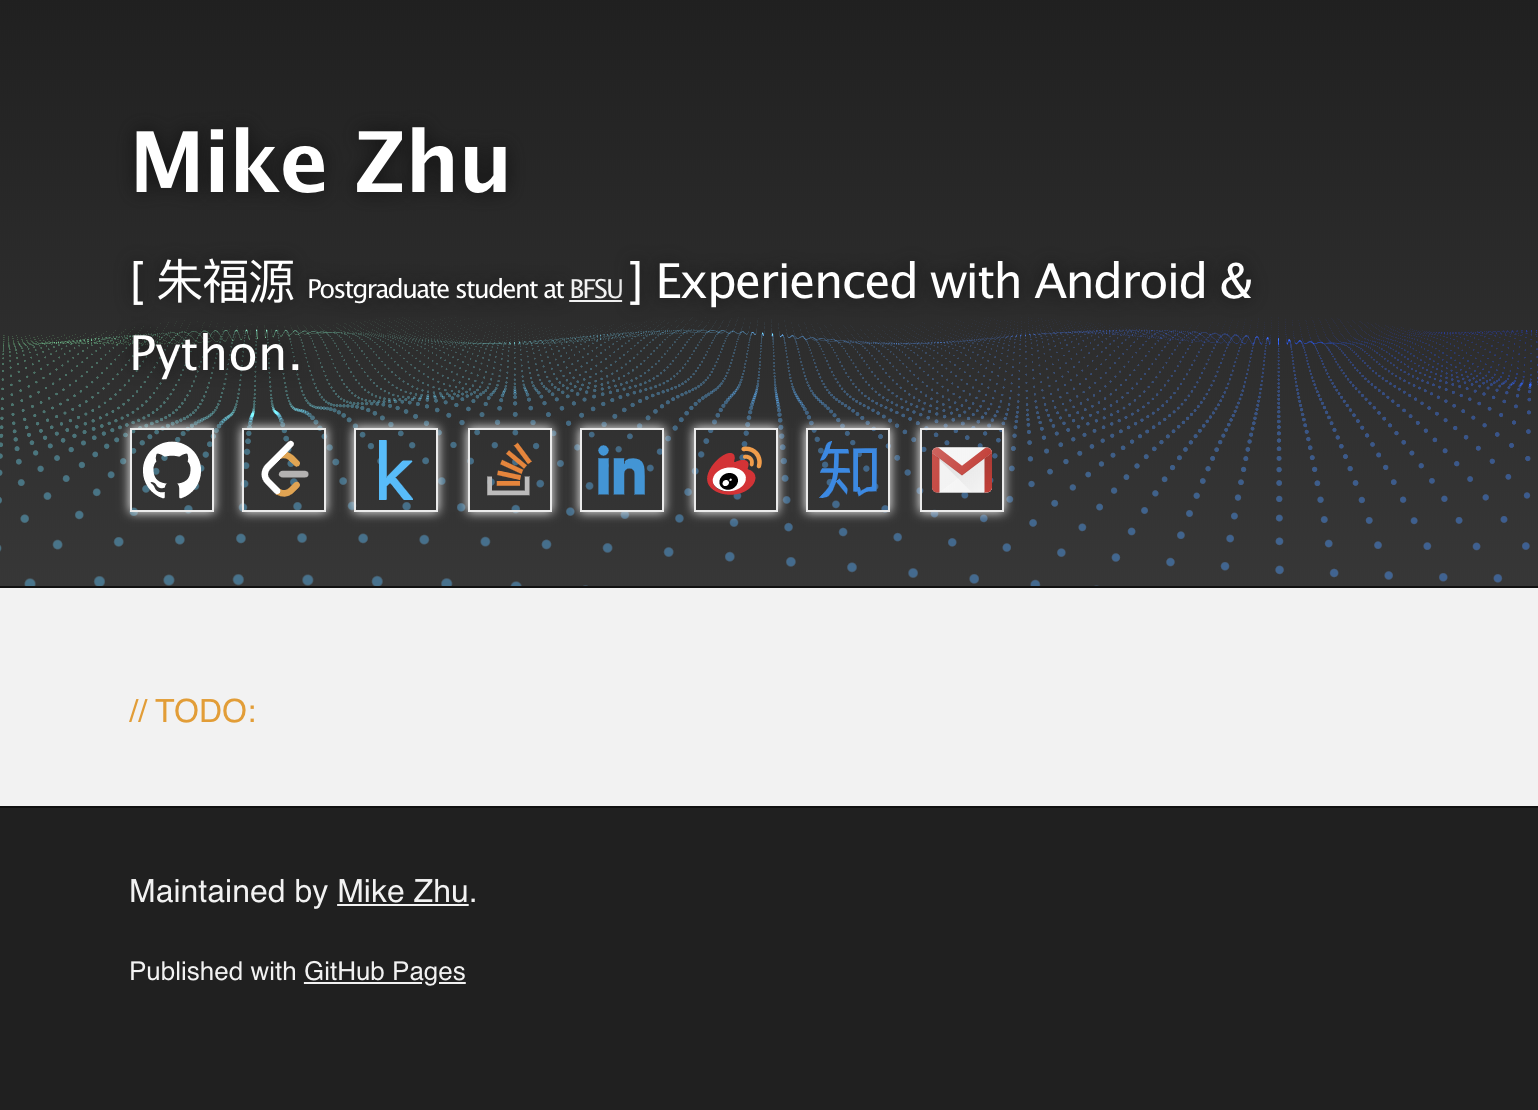 Mike Zhu
[ 朱福源 Postgraduate student at BFSU ] Experienced with Android &
Python.
k
in
知
// TODO:
Maintained by Mike Zhu.
Published with GitHub Pages